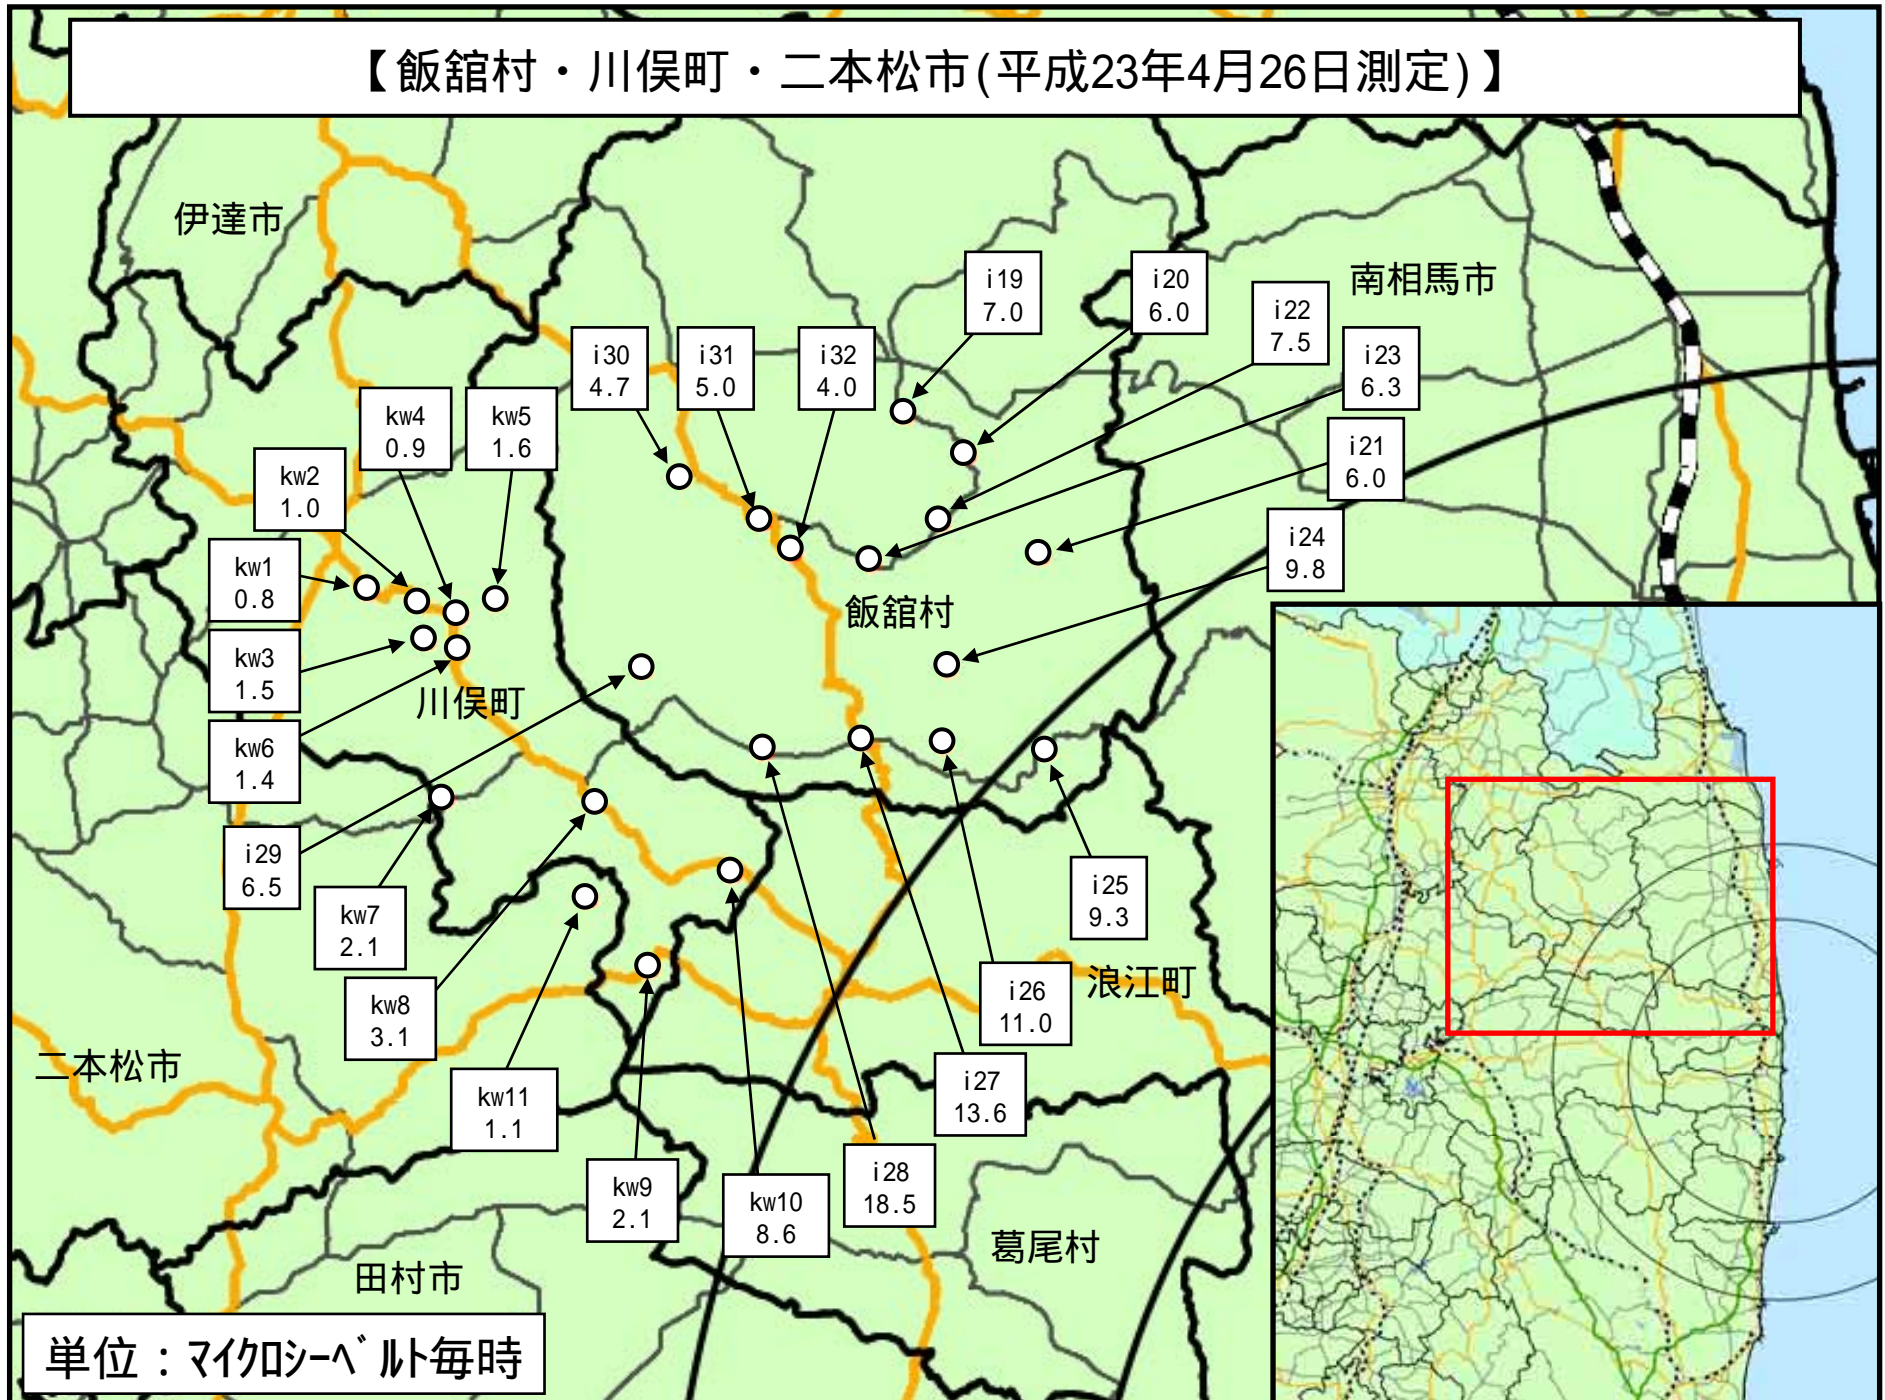 【飯舘村・川俣町・二本松市(平成23年4月26日測定)】
伊達市
南相馬市
i19
7.0
i20
6.0
i22
7.5
i30
4.7
i31
5.0
i32
4.0
i23
6.3
kw4
0.9
kw5
1.6
i21
6.0
kw2
1.0
i24
9.8
kw1
0.8
飯舘村
kw3
1.5
川俣町
kw6
1.4
i29
6.5
kw7
2.1
i25
9.3
kw8
3.1
i26
11.0
浪江町
二本松市
kw11
1.1
i27
13.6
kw9
2.1
kw10
8.6
i28
18.5
葛尾村
田村市
単位：ﾏｲｸﾛｼｰﾍﾞﾙﾄ毎時